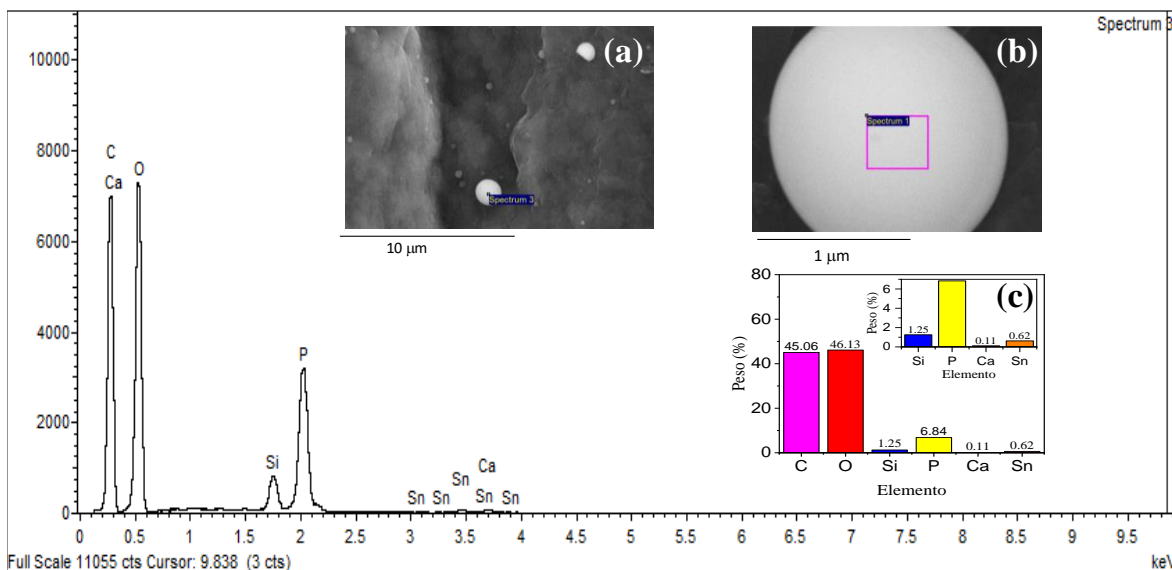 Spectrum 3
10000
8000
6000
4000
2000
0
C
Ca
O
Si
P
Sn
Sn
Sn
Ca
Sn
Sn
0 0.5 1 1.5 2 2.5 3 3.5 4 4.5 5 5.5 6 6.5 7 7.5 8 8.5 9 9.5
Full Scale 11055 cts Cursor: 9.838 (3 cts)
keV
(a)
Spectrum 3
10 μm
(b)
Spectrum 1
1 μm
(c)
Peso (%)
80
60
40
20
0
45.06
46.13
1.25
6.84
0.11
0.62
C O Si P Ca Sn
Elemento
Peso (%)
6
4
2
0
1.25
0.11
0.62
Si P Ca Sn
Elemento